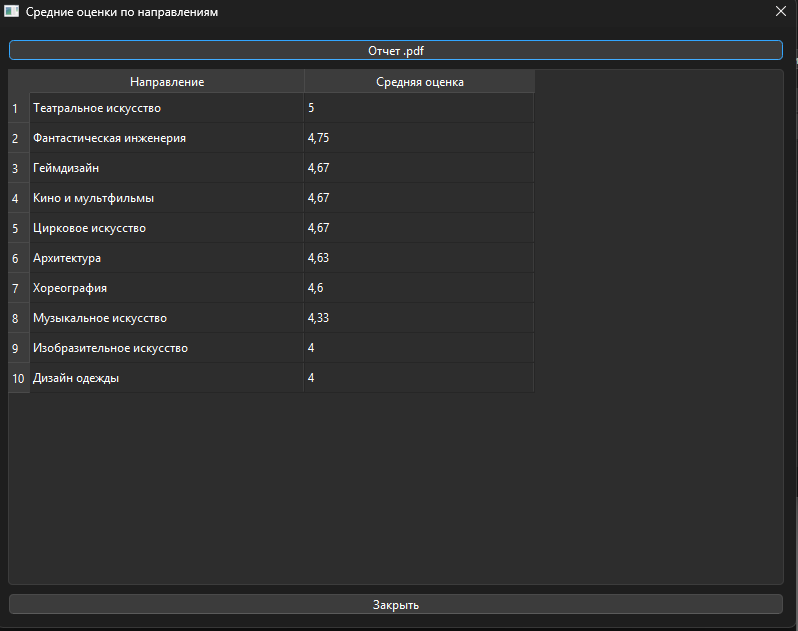 Средние оценки по направлениям
Отчет .pdf
Направление Средняя оценка
1 Театральное искусство 5
2 Фантастическая инженерия 4,75
3 Геймдизайн 4,67
4 Кино и мультфильмы 4,67
5 Цирковое искусство 4,67
6 Архитектура 4,63
7 Хореография 4,6
8 Музыкальное искусство 4,33
9 Изобразительное искусство 4
10 Дизайн одежды 4
Закрыть